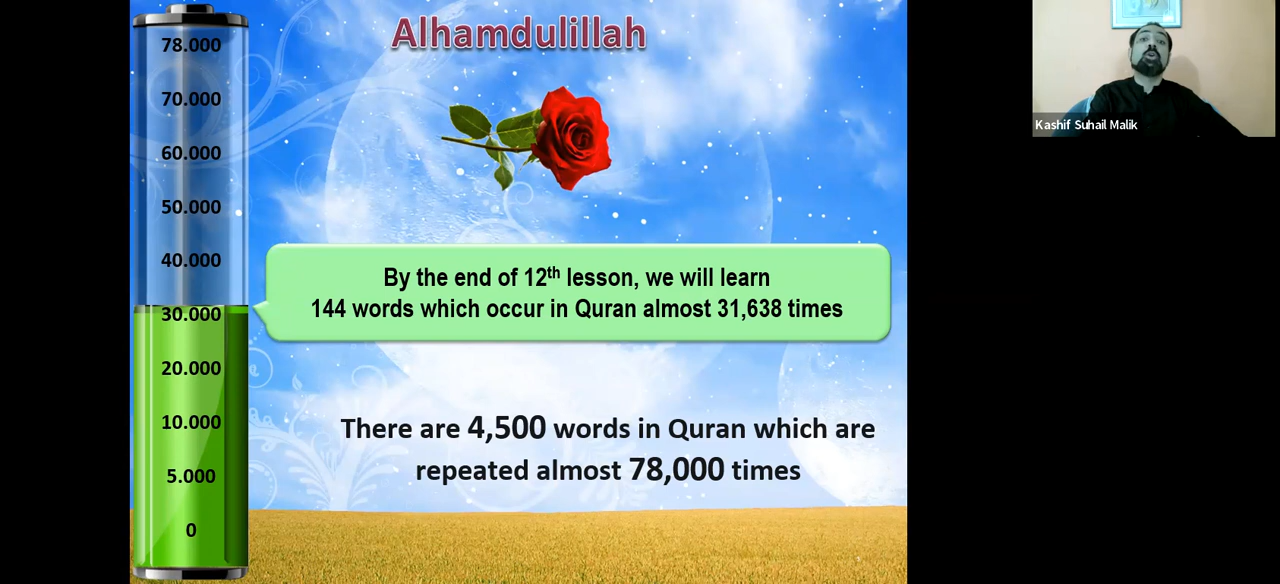 Alhamdulillah
78.000
70.000
60.000
50.000
40.000
30.000
20.000
10.000
5.000
0
By the end of 12th lesson, we will learn
144 words which occur in Quran almost 31,638 times
There are 4,500 words in Quran which are
repeated almost 78,000 times
Kashif Suhail Malik